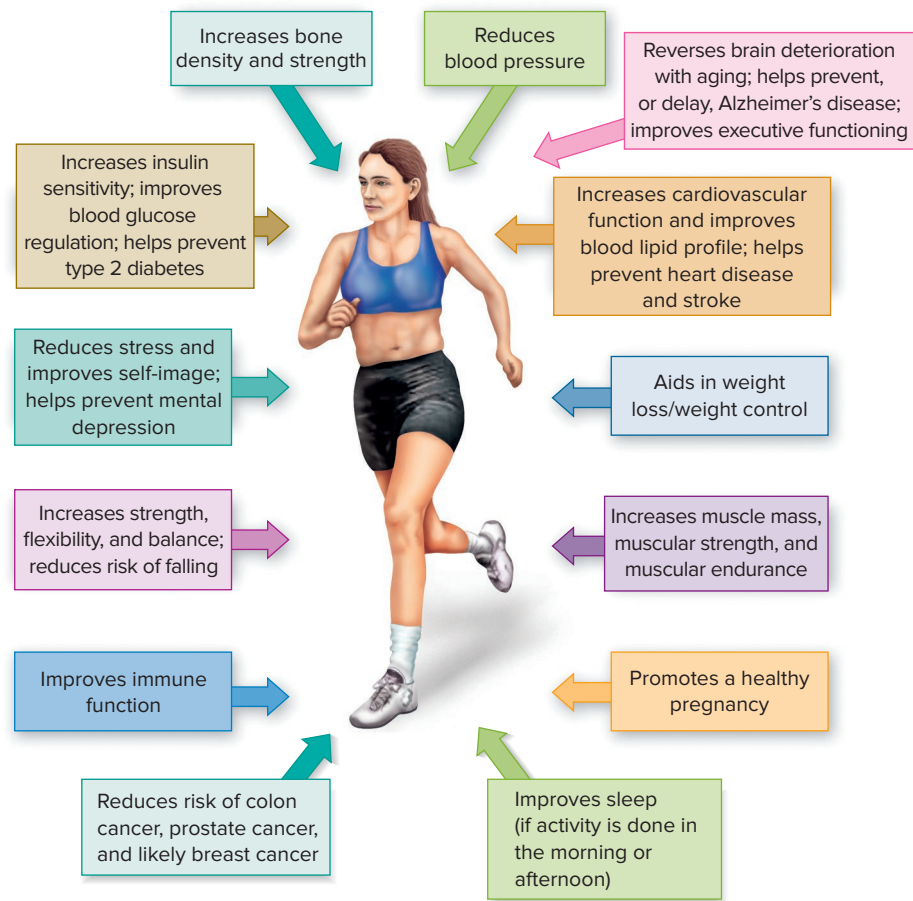 Increases bone
density and strength
Reduces
blood pressure
Reverses brain deterioration
with aging; helps prevent,
or delay, Alzheimer’s disease;
improves executive functioning
Increases insulin
sensitivity; improves
blood glucose
regulation; helps prevent
type 2 diabetes
Increases cardiovascular
function and improves
blood lipid profile; helps
prevent heart disease
and stroke
Reduces stress and
improves self-image;
helps prevent mental
depression
Aids in weight
loss/weight control
Increases strength,
flexibility, and balance;
reduces risk of falling
Increases muscle mass,
muscular strength, and
muscular endurance
Improves immune
function
Promotes a healthy
pregnancy
Reduces risk of colon
cancer, prostate cancer,
and likely breast cancer
Improves sleep
(if activity is done in
the morning or
afternoon)